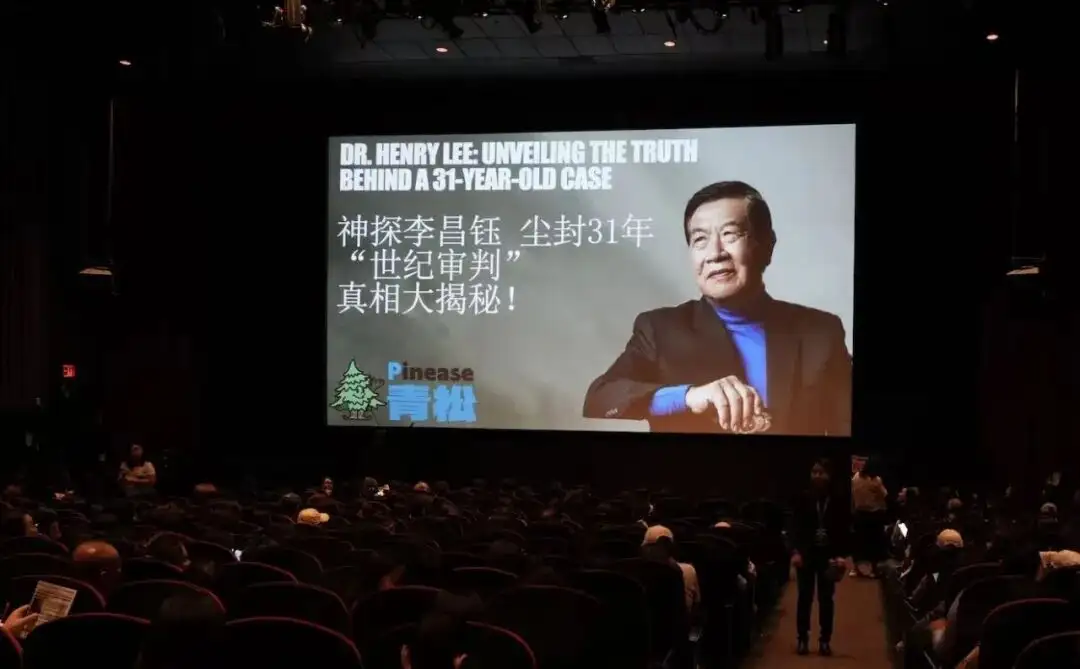 DR. HENRY LEE: UNVEILING THE TRUTH
BEHIND A 31-YEAR-OLD CASE
神探李昌钰 尘封31年
“世纪审判”
真相大揭秘！
Pinease
青松